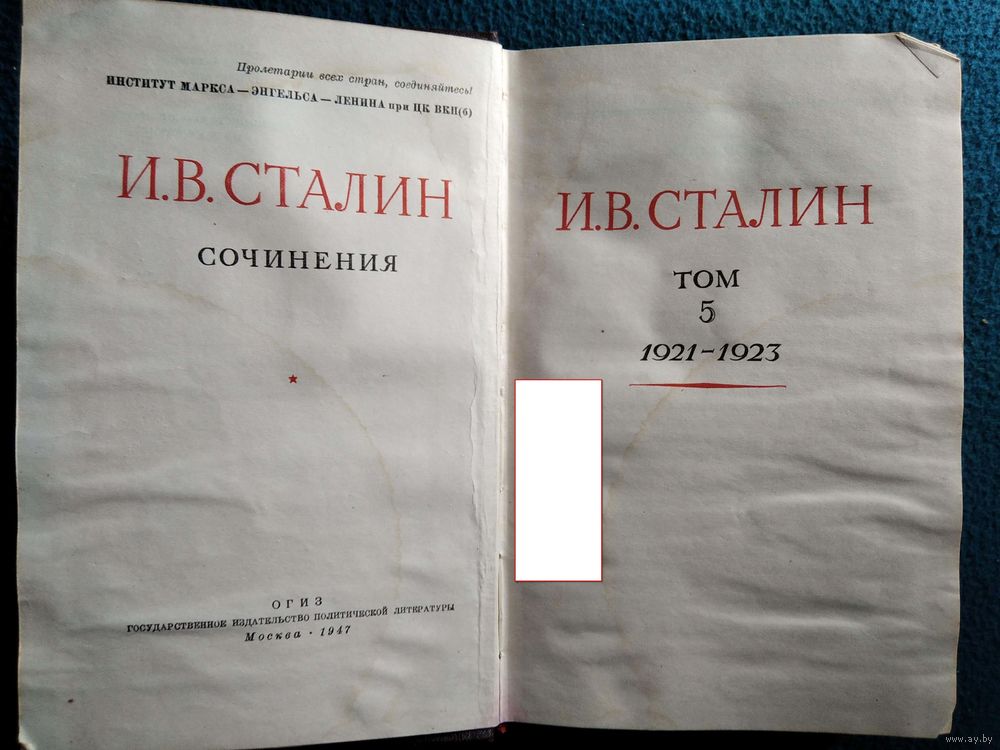 Пролетарии всех стран, соединяйтесь!
ИНСТИТУТ МАРКСА — ЭНГЕЛЬСА — ЛЕНИНА при ЦК ВКП(б)
И.В. СТАЛИН
СОЧИНЕНИЯ
ОГИЗ
ГОСУДАРСТВЕННОЕ ИЗДАТЕЛЬСТВО ПОЛИТИЧЕСКОЙ ЛИТЕРАТУРЫ
Москва · 1947
И.В. СТАЛИН
ТОМ
5
1921-1923
www.ay.by